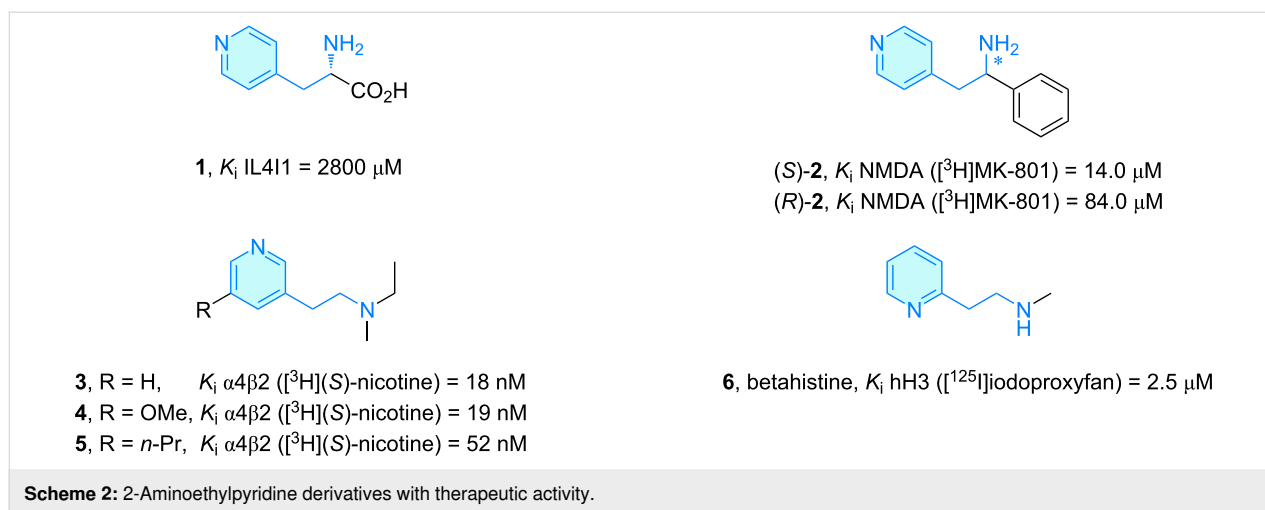 N NH₂
CO₂H
1, Kᵢ IL4I1 = 2800 μM
N NH₂
*
(S)-2, Kᵢ NMDA ([³H]MK-801) = 14.0 μM
(R)-2, Kᵢ NMDA ([³H]MK-801) = 84.0 μM
N
R N
3, R = H, Kᵢ α4β2 ([³H](S)-nicotine) = 18 nM
4, R = OMe, Kᵢ α4β2 ([³H](S)-nicotine) = 19 nM
5, R = n-Pr, Kᵢ α4β2 ([³H](S)-nicotine) = 52 nM
N N
H
6, betahistine, Kᵢ hH3 ([¹²⁵I]iodoproxyfan) = 2.5 μM
Scheme 2: 2-Aminoethylpyridine derivatives with therapeutic activity.